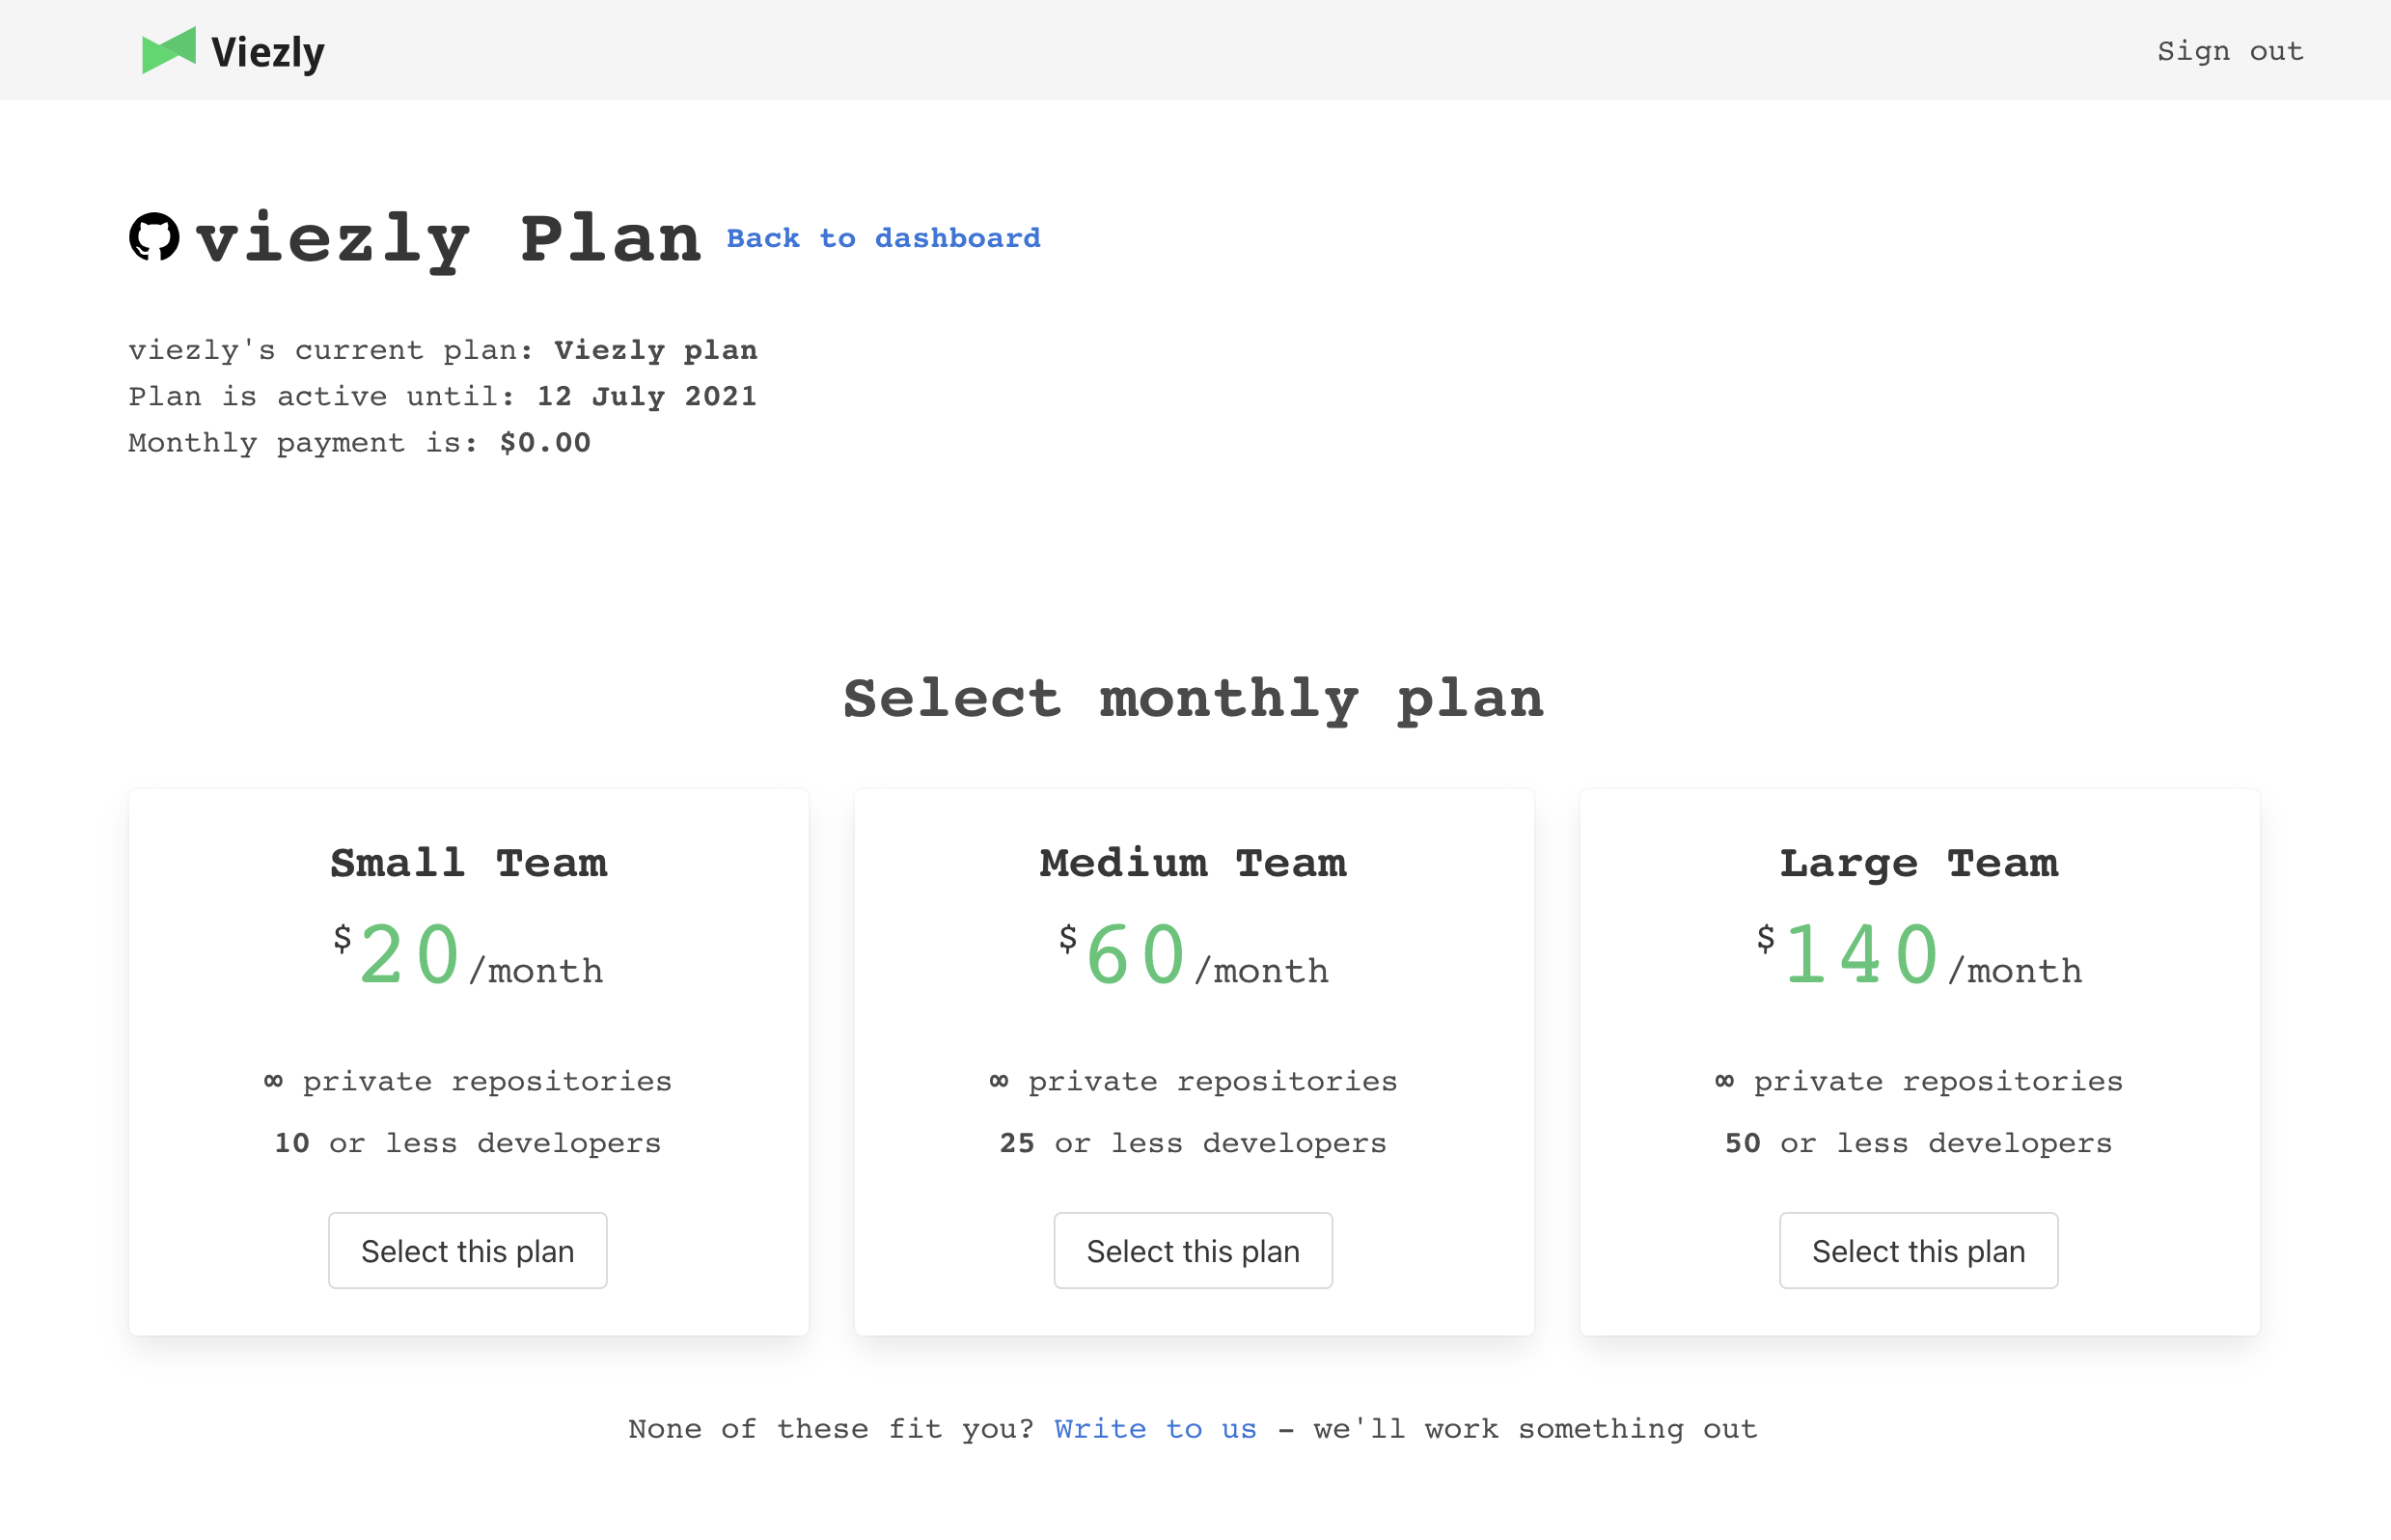 Viezly
Sign out
viezly Plan Back to dashboard
viezly's current plan: Viezly plan
Plan is active until: 12 July 2021
Monthly payment is: $0.00
Select monthly plan
Small Team
$20/month
∞ private repositories
10 or less developers
Select this plan
Medium Team
$60/month
∞ private repositories
25 or less developers
Select this plan
Large Team
$140/month
∞ private repositories
50 or less developers
Select this plan
None of these fit you? Write to us - we'll work something out